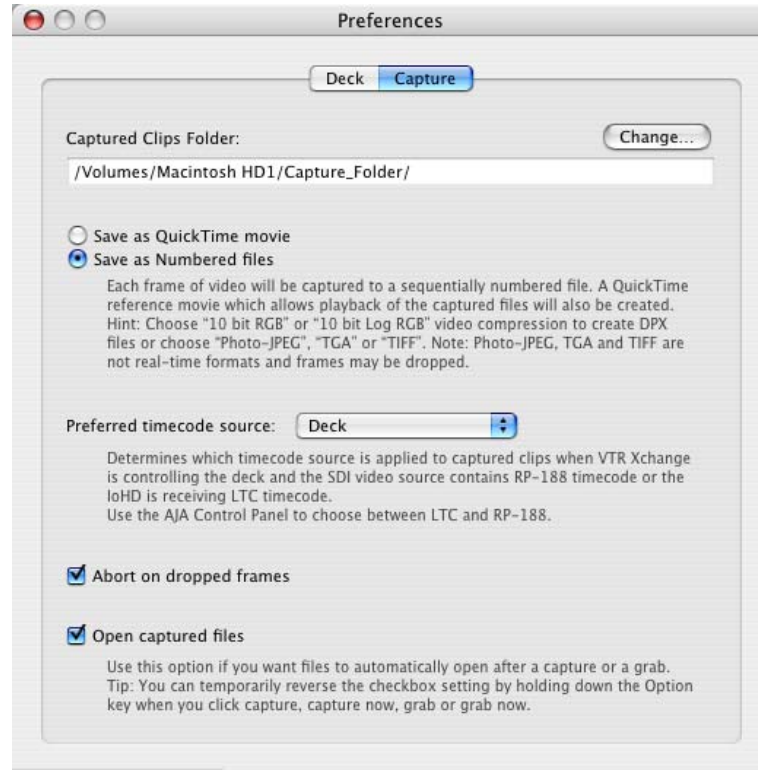 Preferences
Deck Capture
Captured Clips Folder: Change...
/Volumes/Macintosh HD1/Capture_Folder/
Save as QuickTime movie
Save as Numbered files
Each frame of video will be captured to a sequentially numbered file. A QuickTime
reference movie which allows playback of the captured files will also be created.
Hint: Choose “10 bit RGB” or “10 bit Log RGB” video compression to create DPX
files or choose “Photo-JPEG”, “TGA” or “TIFF”. Note: Photo-JPEG, TGA and TIFF are
not real-time formats and frames may be dropped.
Preferred timecode source: Deck
Determines which timecode source is applied to captured clips when VTR Xchange
is controlling the deck and the SDI video source contains RP-188 timecode or the
IoHD is receiving LTC timecode.
Use the AJA Control Panel to choose between LTC and RP-188.
Abort on dropped frames
Open captured files
Use this option if you want files to automatically open after a capture or a grab.
Tip: You can temporarily reverse the checkbox setting by holding down the Option
key when you click capture, capture now, grab or grab now.